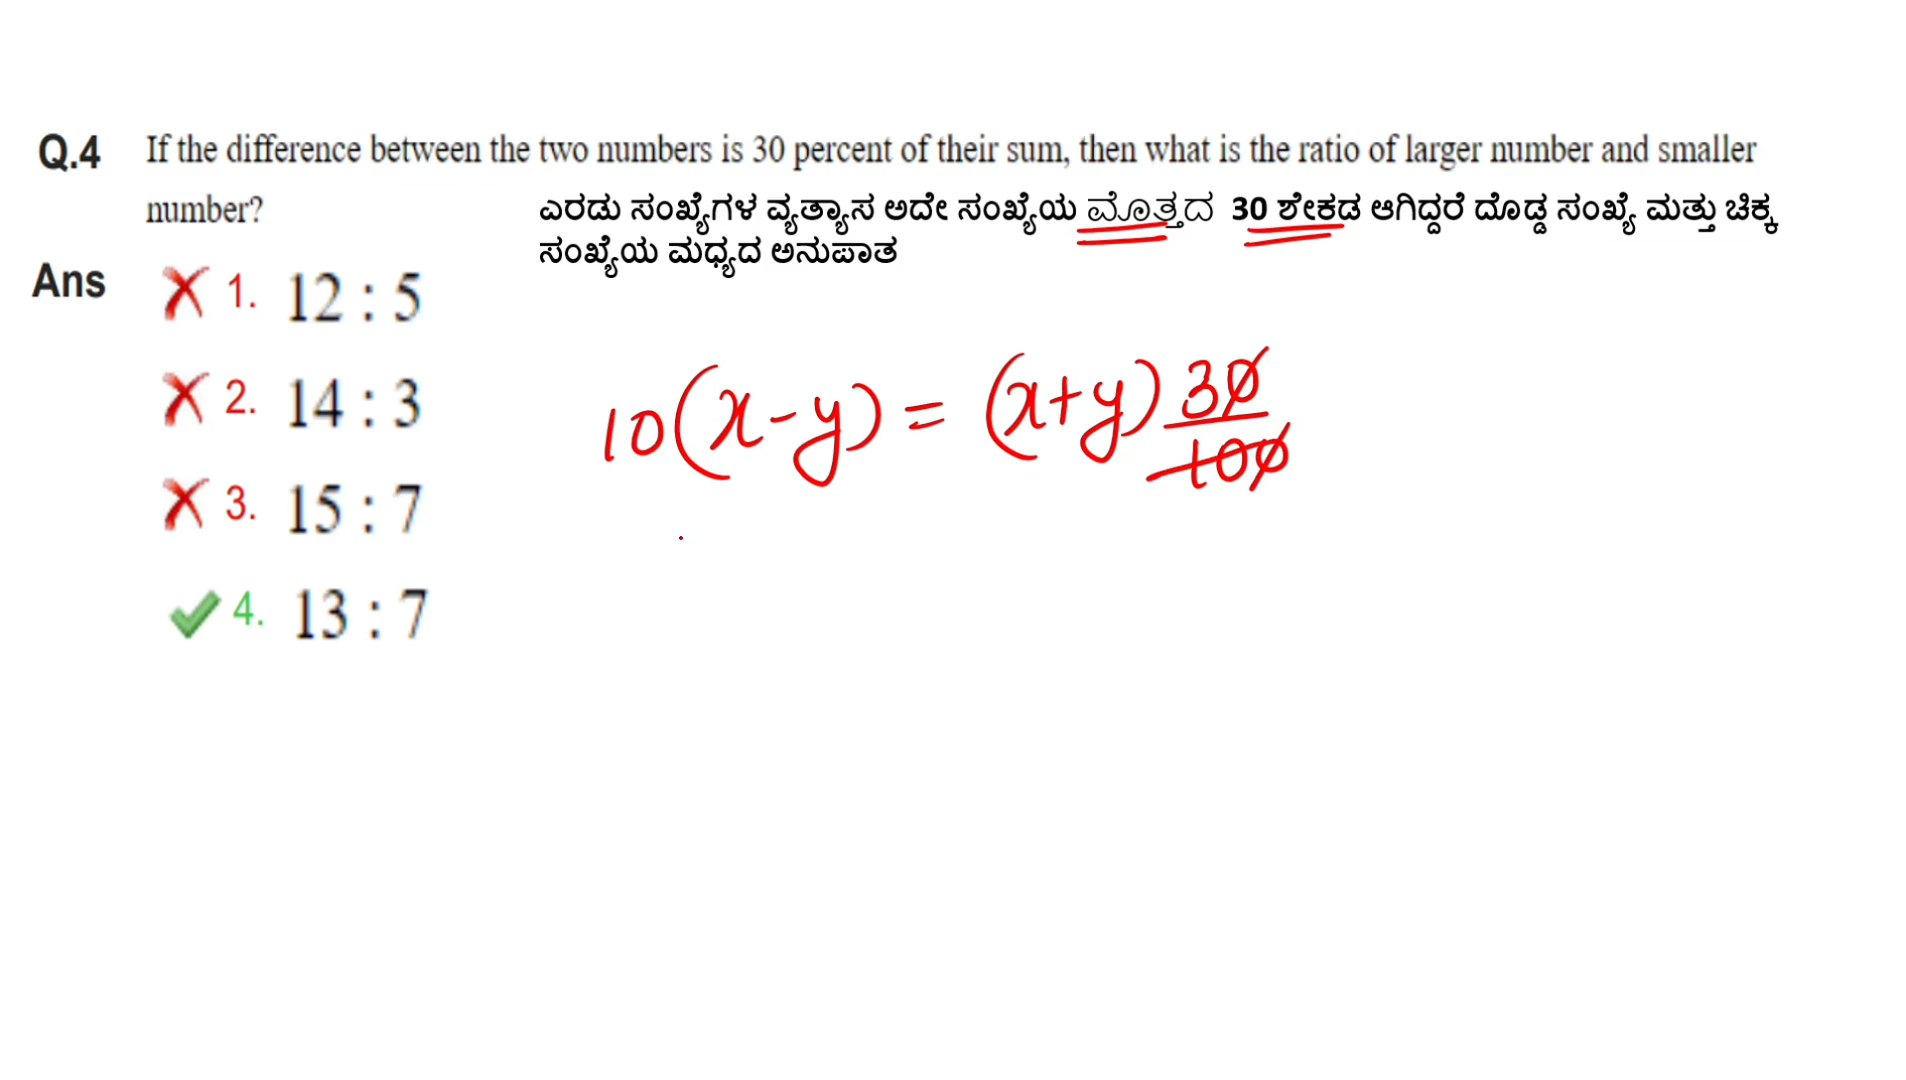 Q.4 If the difference between the two numbers is 30 percent of their sum, then what is the ratio of larger number and smaller
number?
ಎರಡು ಸಂಖ್ಯೆಗಳ ವ್ಯತ್ಯಾಸ ಅದೇ ಸಂಖ್ಯೆಯ ಮೊತ್ತದ 30 ಶೇಕಡ ಆಗಿದ್ದರೆ ದೊಡ್ಡ ಸಂಖ್ಯೆ ಮತ್ತು ಚಿಕ್ಕ
ಸಂಖ್ಯೆಯ ಮಧ್ಯದ ಅನುಪಾತ
Ans 1. 12 : 5
2. 14 : 3
3. 15 : 7
4. 13 : 7
10(x-y) = (x+y) 30/100